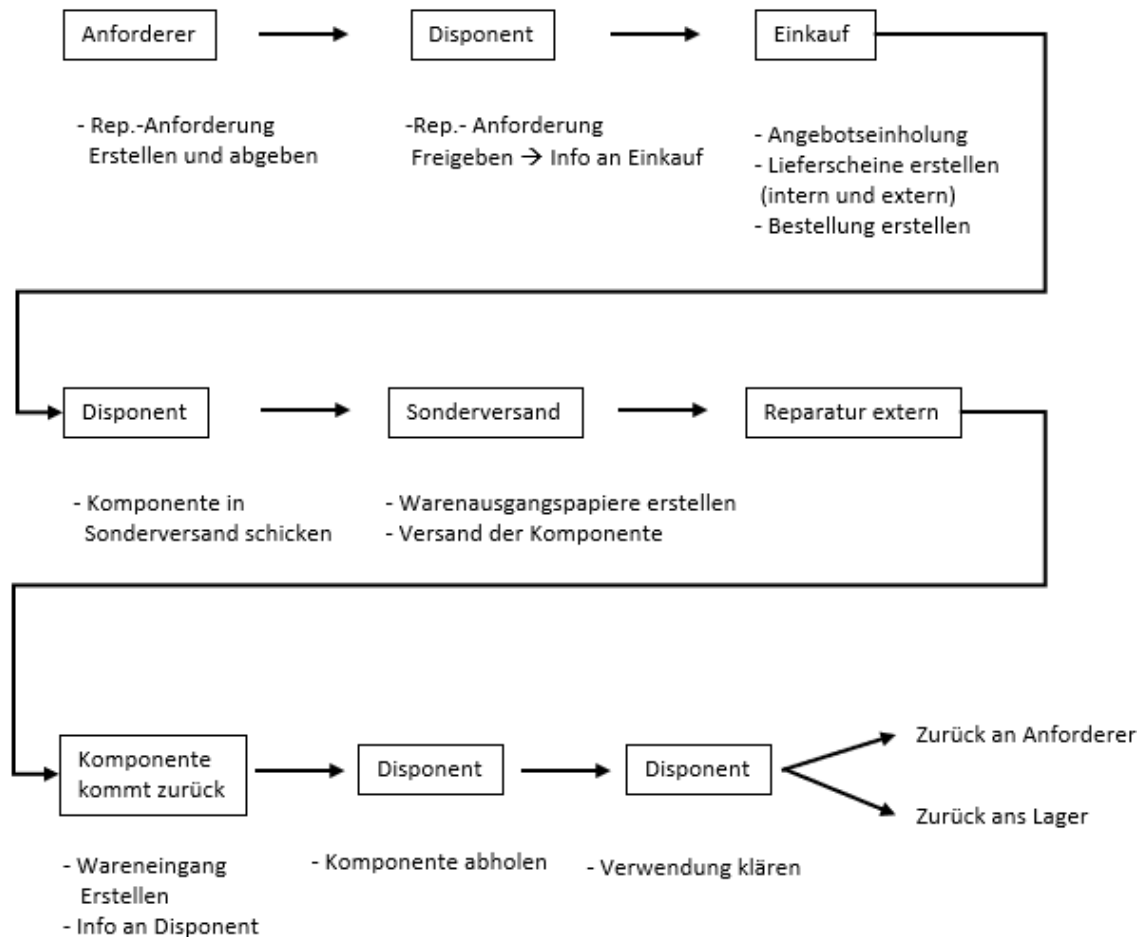 Anforderer
Disponent
Einkauf
- Rep.-Anforderung
Erstellen und abgeben
-Rep.- Anforderung
Freigeben → Info an Einkauf
- Angebotseinholung
- Lieferscheine erstellen
(intern und extern)
- Bestellung erstellen
Disponent
Sonderversand
Reparatur extern
- Komponente in
Sonderversand schicken
- Warenausgangspapiere erstellen
- Versand der Komponente
Komponente
kommt zurück
Disponent
Disponent
Zurück an Anforderer
Zurück ans Lager
- Wareneingang
Erstellen
- Info an Disponent
- Komponente abholen
- Verwendung klären